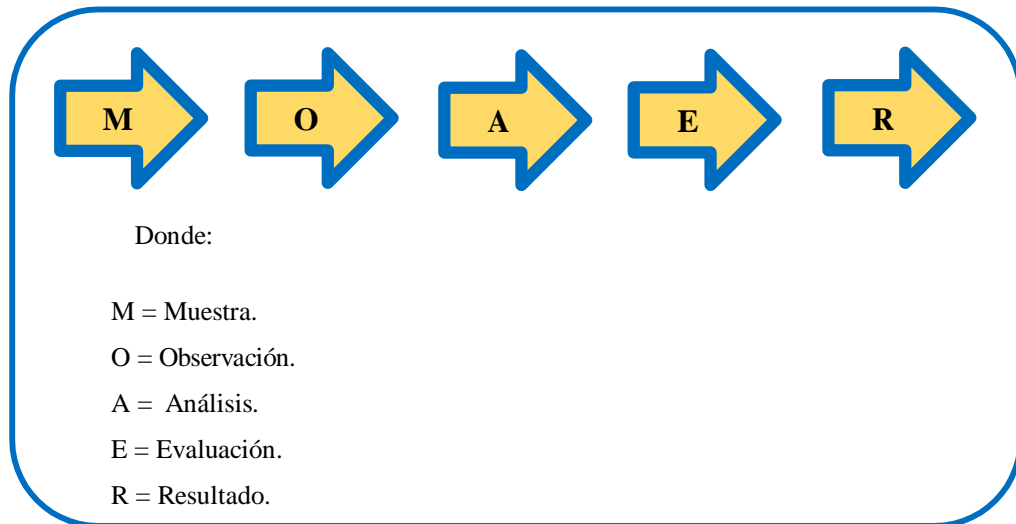 M O A E R
Donde:
M = Muestra.
O = Observación.
A = Análisis.
E = Evaluación.
R = Resultado.